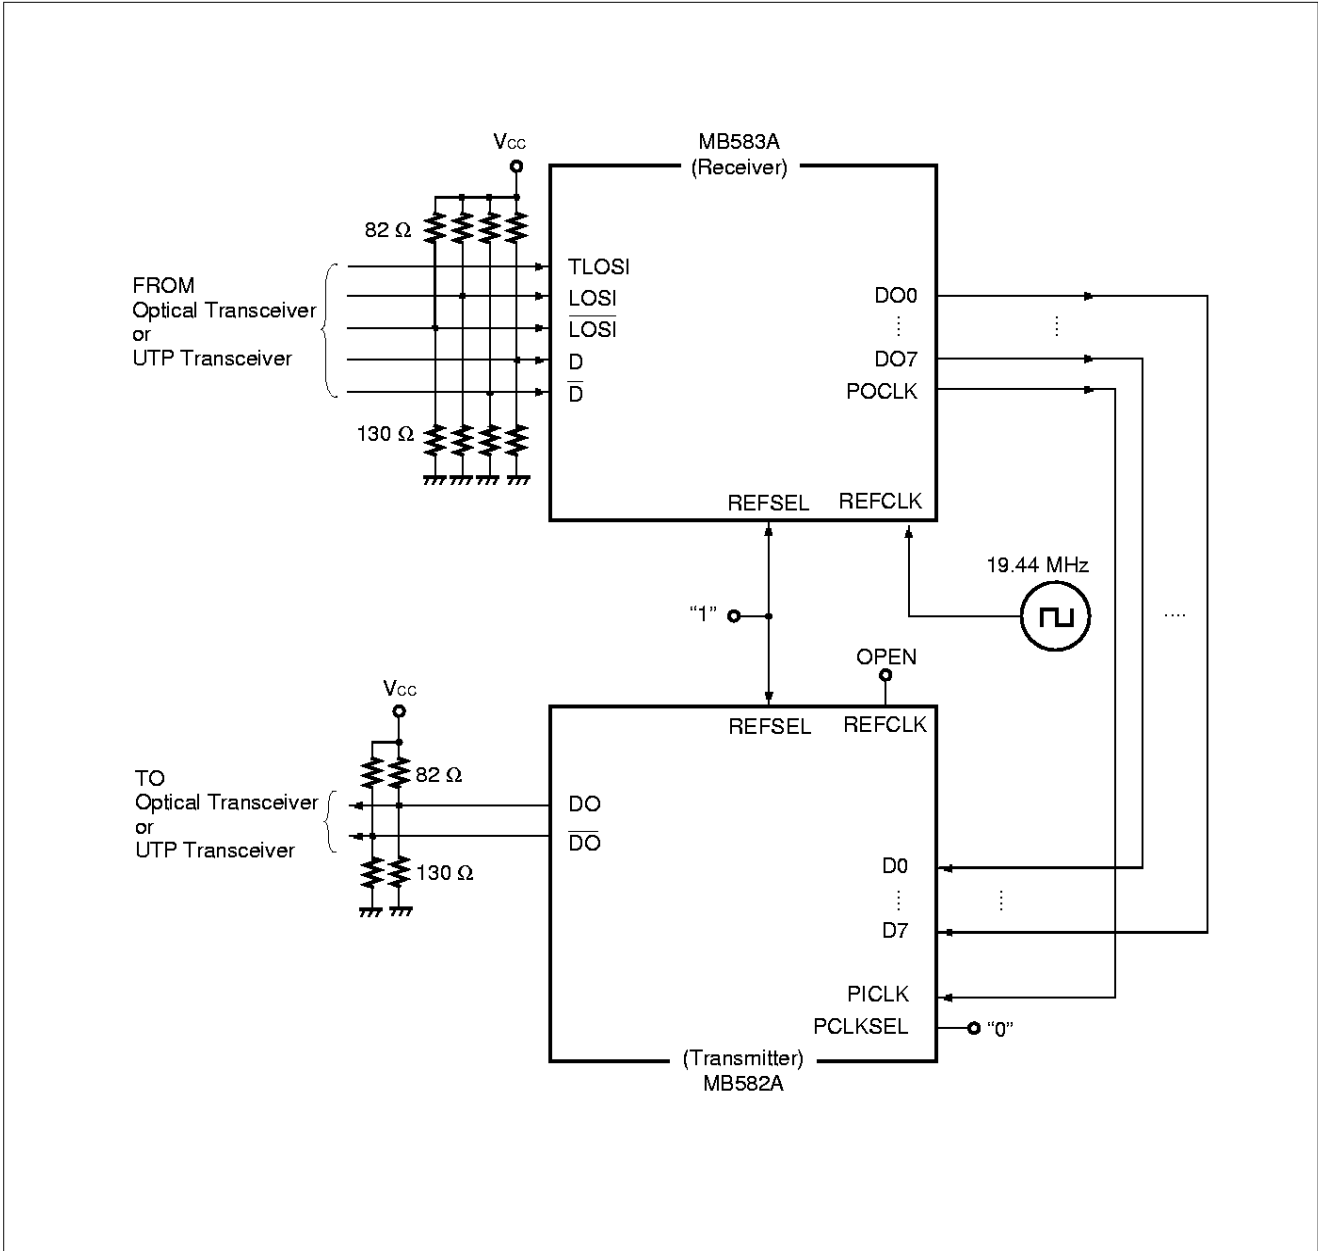 VCC
MB583A
(Receiver)
82 Ω
FROM
Optical Transceiver
or
UTP Transceiver
TLOSI
LOSI
L̅O̅S̅I̅
D
D̅
DO0
DO7
POCLK
130 Ω
REFSEL
REFCLK
19.44 MHz
"1"
OPEN
VCC
REFSEL
REFCLK
TO
Optical Transceiver
or
UTP Transceiver
82 Ω
DO
D̅O̅
130 Ω
D0
D7
PICLK
PCLKSEL
"0"
(Transmitter)
MB582A